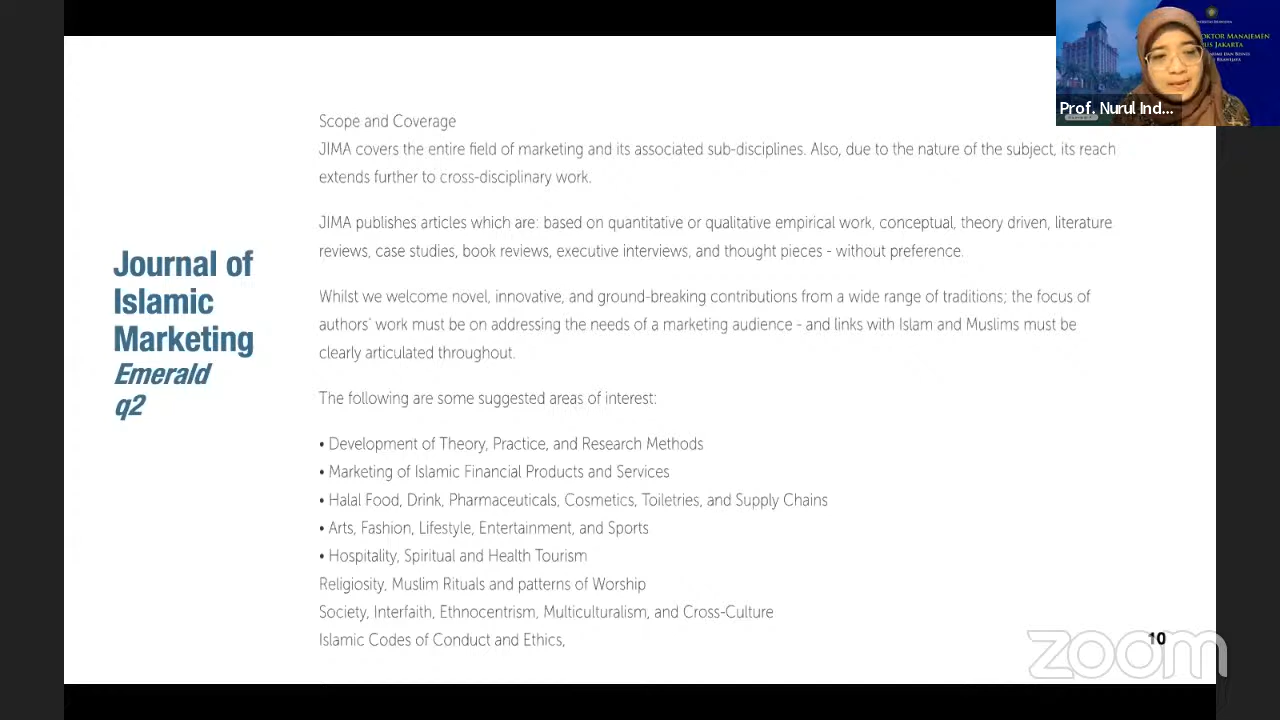 OKTOR MANAJEMEN
US JAKARTA
Prof. Nurul Ind...
Scope and Coverage
JIMA covers the entire field of marketing and its associated sub-disciplines. Also, due to the nature of the subject, its reach
extends further to cross-disciplinary work.
JIMA publishes articles which are: based on quantitative or qualitative empirical work, conceptual, theory driven, literature
reviews, case studies, book reviews, executive interviews, and thought pieces - without preference.
Whilst we welcome novel, innovative, and ground-breaking contributions from a wide range of traditions; the focus of
authors' work must be on addressing the needs of a marketing audience - and links with Islam and Muslims must be
clearly articulated throughout.
The following are some suggested areas of interest:
• Development of Theory, Practice, and Research Methods
• Marketing of Islamic Financial Products and Services
• Halal Food, Drink, Pharmaceuticals, Cosmetics, Toiletries, and Supply Chains
• Arts, Fashion, Lifestyle, Entertainment, and Sports
• Hospitality, Spiritual and Health Tourism
Religiosity, Muslim Rituals and patterns of Worship
Society, Interfaith, Ethnocentrism, Multiculturalism, and Cross-Culture
Islamic Codes of Conduct and Ethics,
Journal of
Islamic
Marketing
Emerald
q2
10
zoom